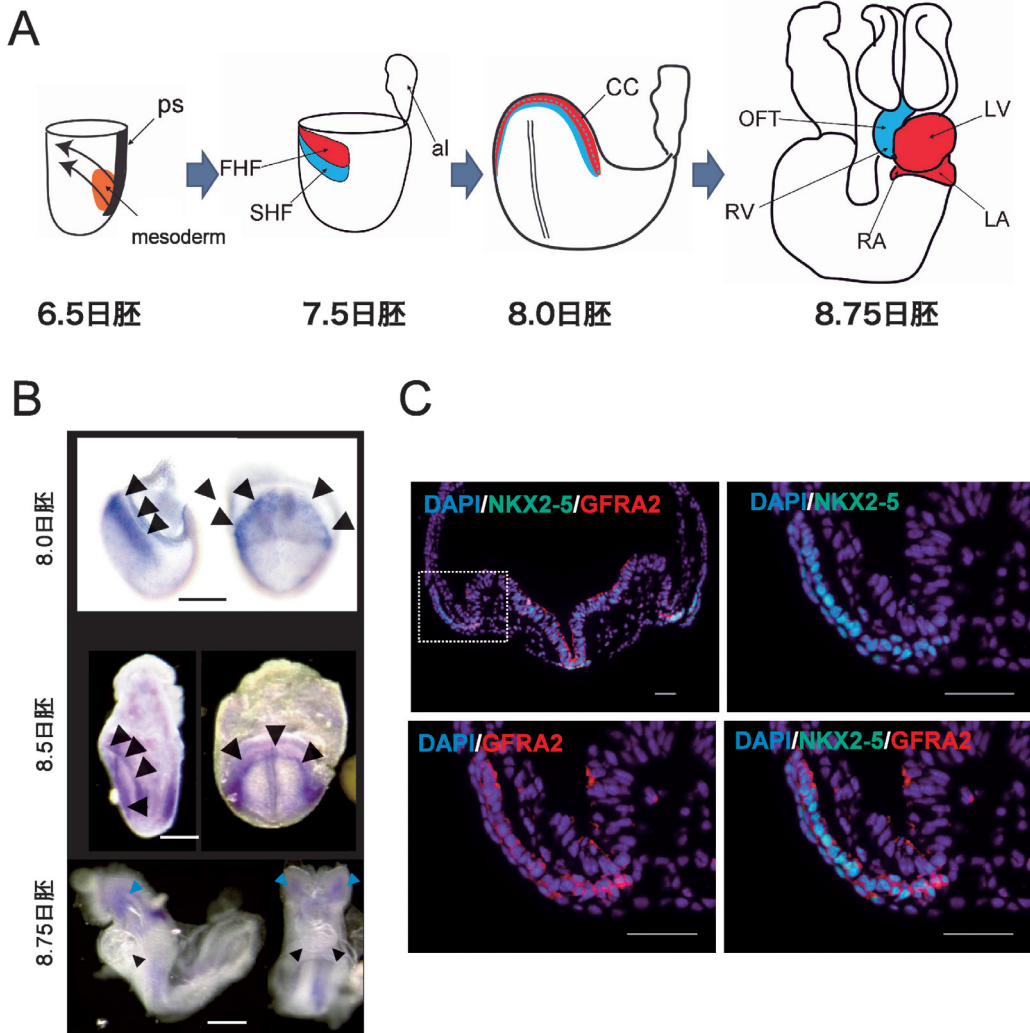 A
ps
mesoderm
6.5日胚
FHF
SHF
al
7.5日胚
CC
8.0日胚
OFT
LV
RV
RA
LA
8.75日胚
B
8.0日胚
8.5日胚
8.75日胚
C
DAPI/NKX2-5/GFRA2
DAPI/NKX2-5
DAPI/GFRA2
DAPI/NKX2-5/GFRA2